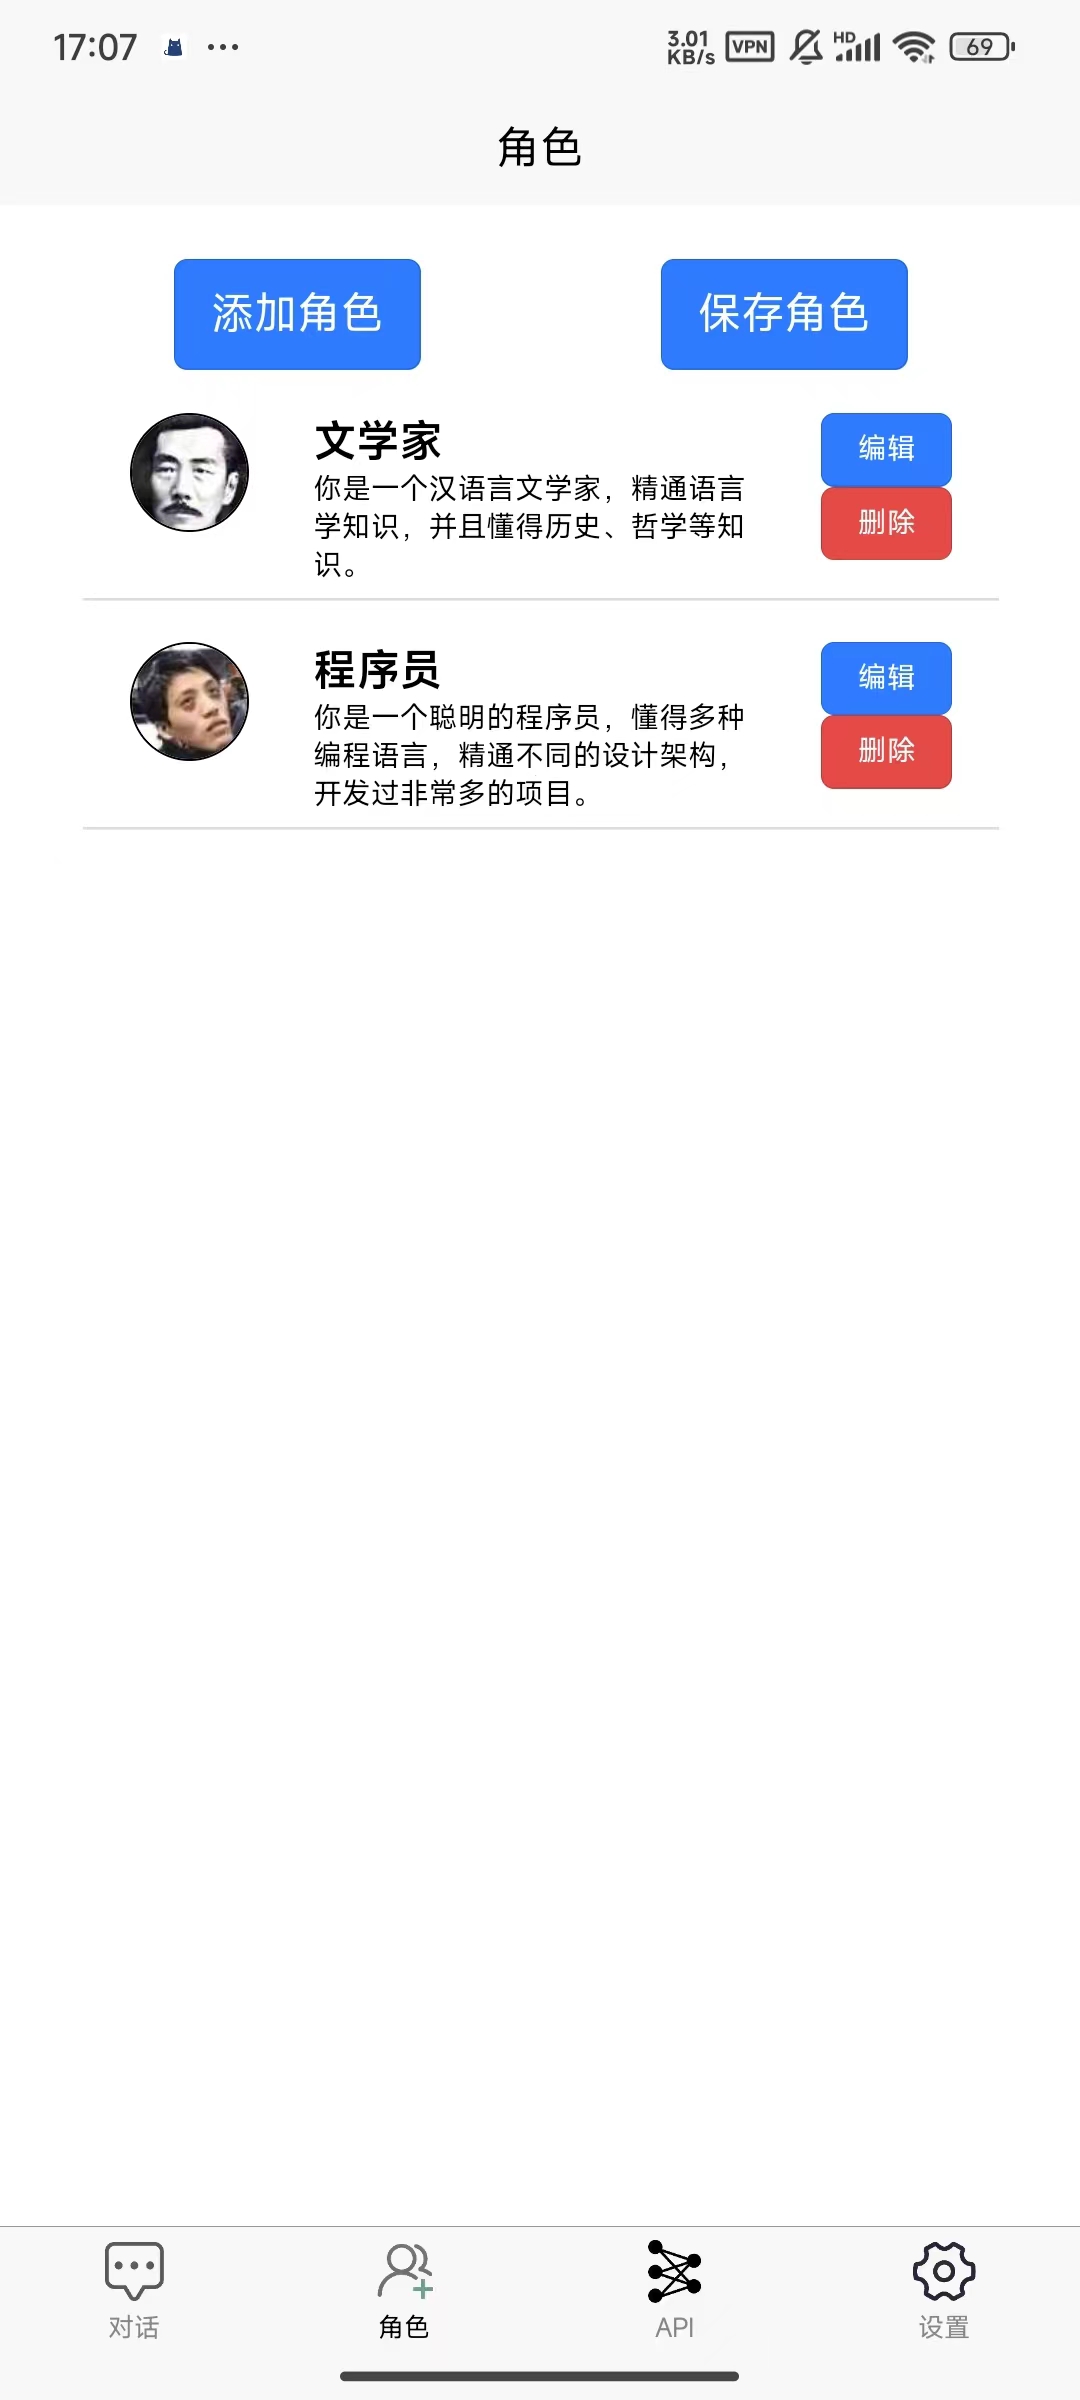 17:07
3.01
KB/s
VPN
HD
69
角色
添加角色
保存角色
文学家
你是一个汉语言文学家，精通语言
学知识，并且懂得历史、哲学等知
识。
编辑
删除
程序员
你是一个聪明的程序员，懂得多种
编程语言，精通不同的设计架构，
开发过非常多的项目。
编辑
删除
对话
角色
API
设置